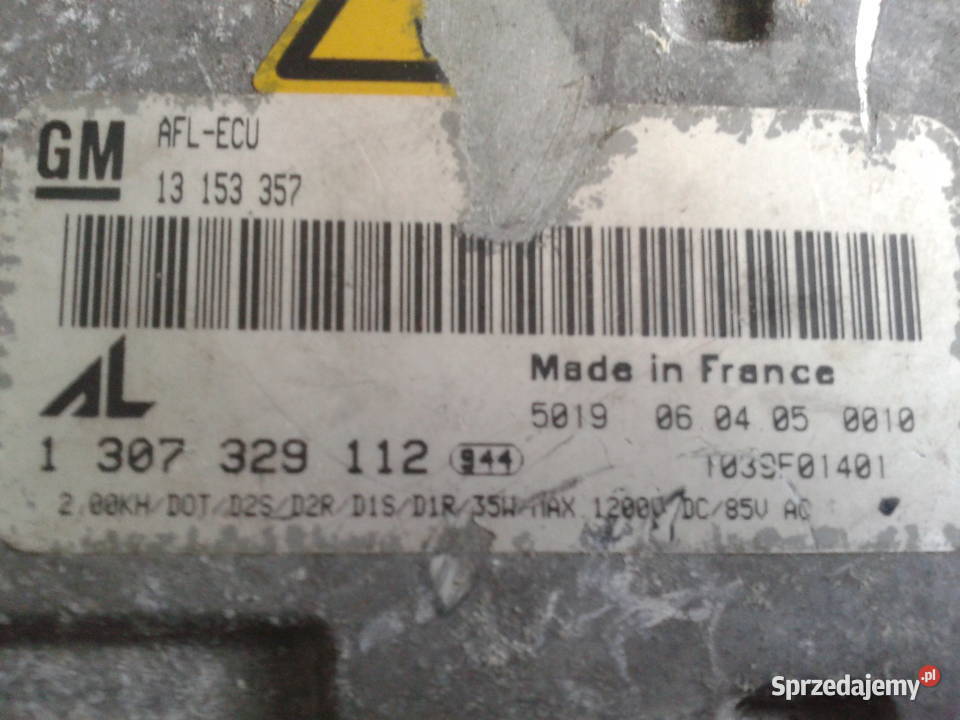 GM AFL-ECU
13 153 357
AL
Made in France
5019 06 04 05 0010
1 307 329 112 944
T03SF01401
2.00KH/DOT/D2S/D2R/D1S/D1R/35W/MAX 1200V/DC/85V AC
Sprzedajemy.pl